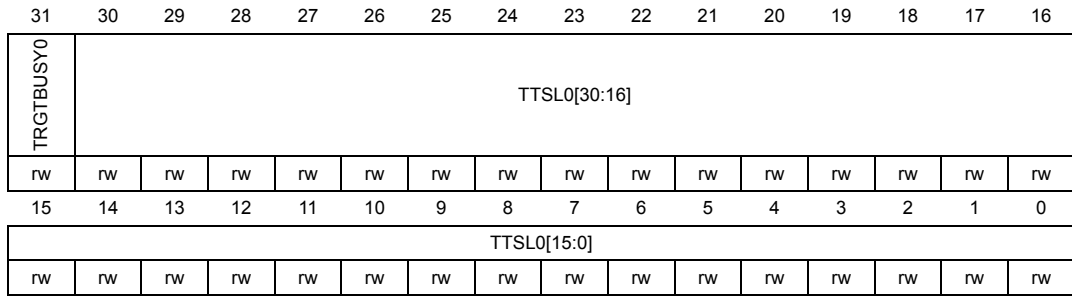 31 30 29 28 27 26 25 24 23 22 21 20 19 18 17 16
TRGTBUSY0 TTSL0[30:16]
rw rw rw rw rw rw rw rw rw rw rw rw rw rw rw rw
15 14 13 12 11 10 9 8 7 6 5 4 3 2 1 0
TTSL0[15:0]
rw rw rw rw rw rw rw rw rw rw rw rw rw rw rw rw